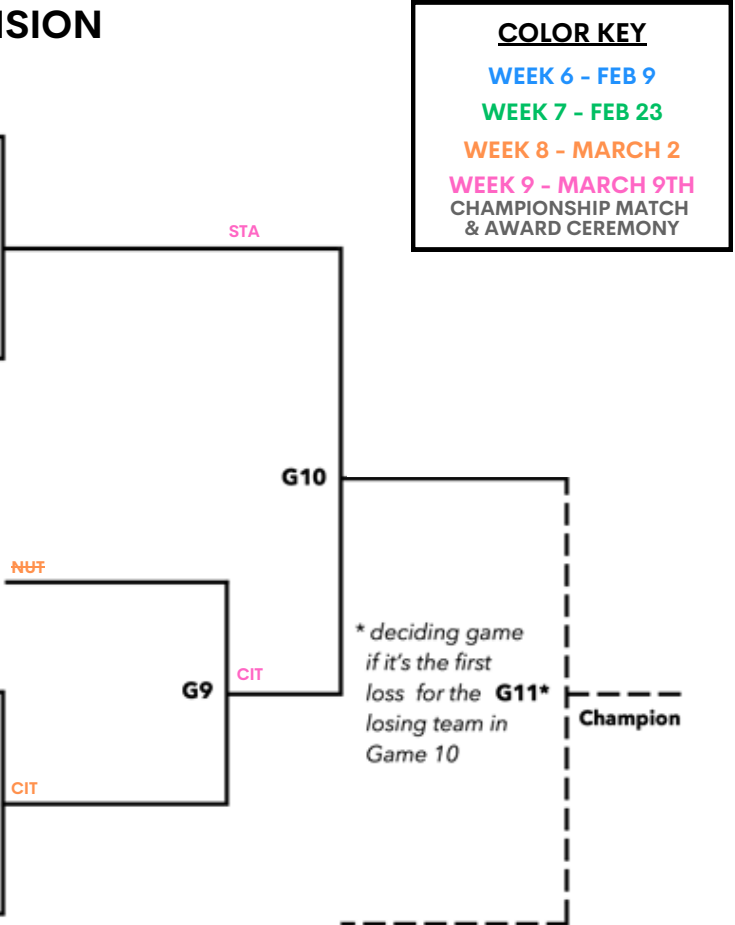 ISION
COLOR KEY
WEEK 6 - FEB 9
WEEK 7 - FEB 23
WEEK 8 - MARCH 2
WEEK 9 - MARCH 9TH
CHAMPIONSHIP MATCH
& AWARD CEREMONY
STA
G10
NUT
* deciding game
if it's the first
loss for the G11*
losing team in
Game 10
CIT
G9
Champion
CIT